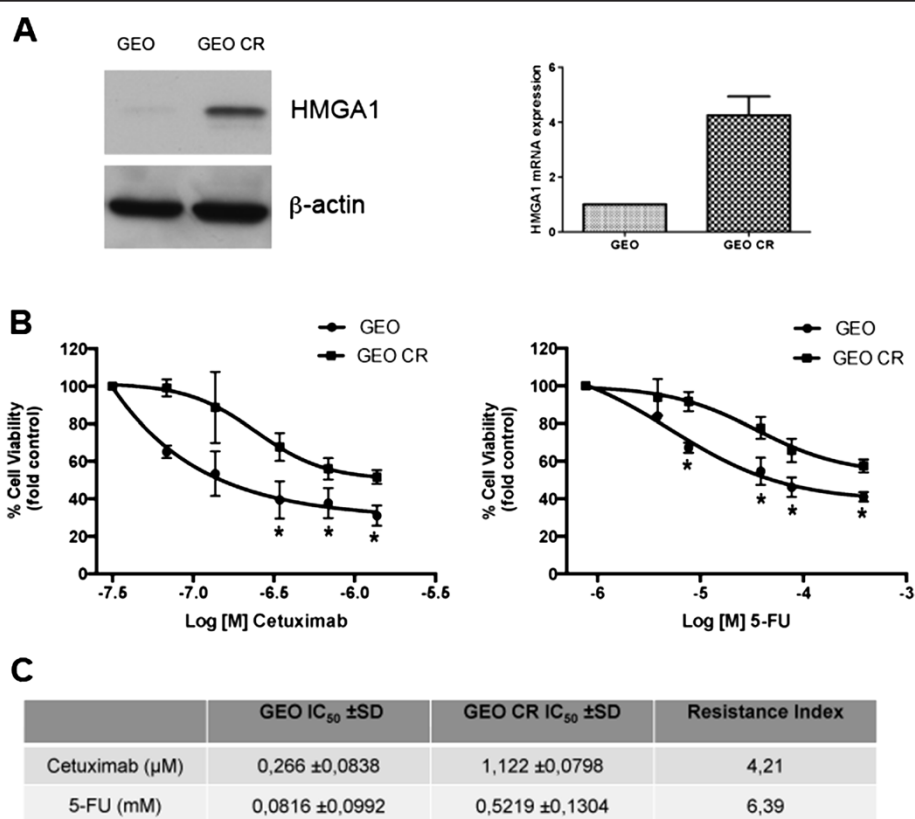 A
GEO GEO CR
HMGA1
β-actin
HMGA1 mRNA expression
6
4
2
0
GEO GEO CR
B
GEO
GEO CR
% Cell Viability
(fold control)
120
100
80
60
40
20
0
-7.5 -7.0 -6.5 -6.0 -5.5
Log [M] Cetuximab
* * *
GEO
GEO CR
% Cell Viability
(fold control)
120
100
80
60
40
20
0
-6 -5 -4 -3
Log [M] 5-FU
* * * *
C
GEO IC₅₀ ±SD GEO CR IC₅₀ ±SD Resistance Index
Cetuximab (µM) 0,266 ±0,0838 1,122 ±0,0798 4,21
5-FU (mM) 0,0816 ±0,0992 0,5219 ±0,1304 6,39